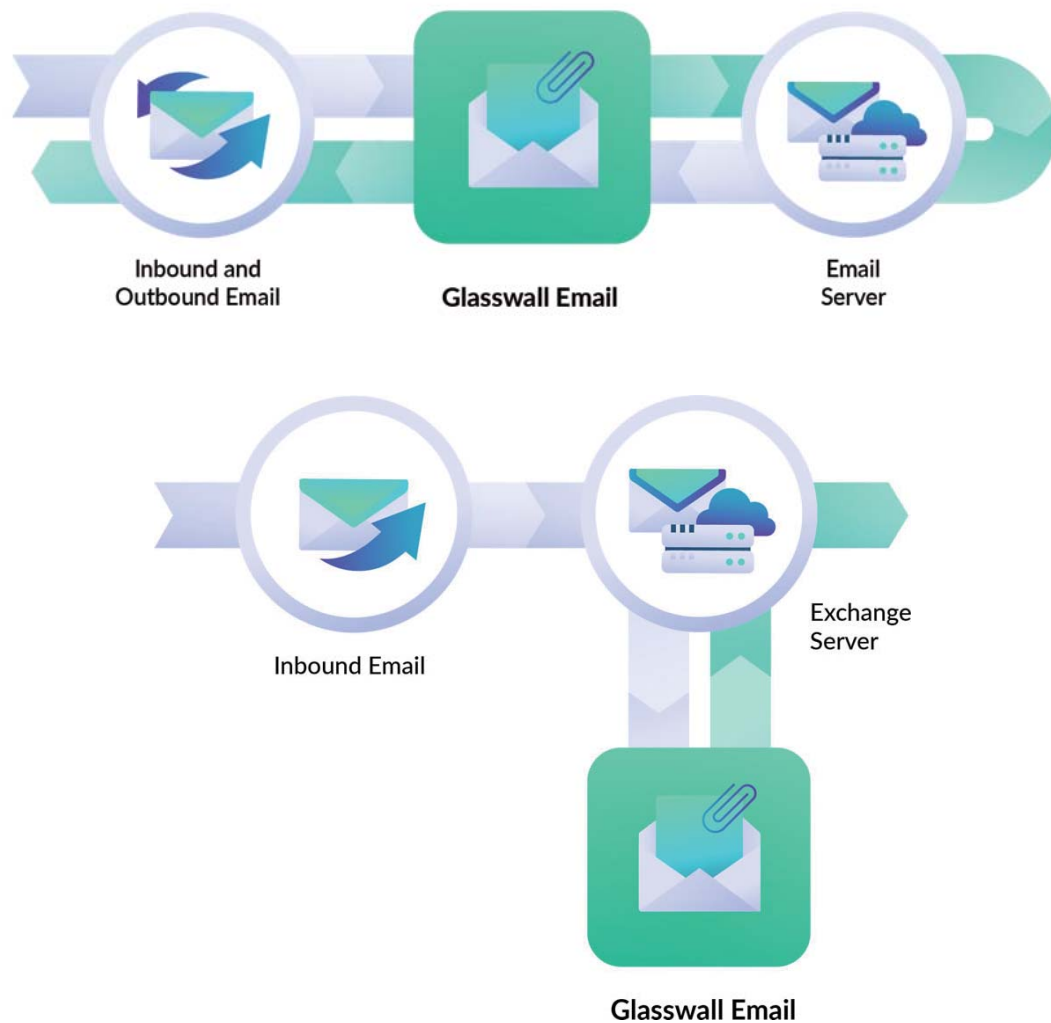 Inbound and
Outbound Email
Glasswall Email
Email
Server
Inbound Email
Exchange
Server
Glasswall Email